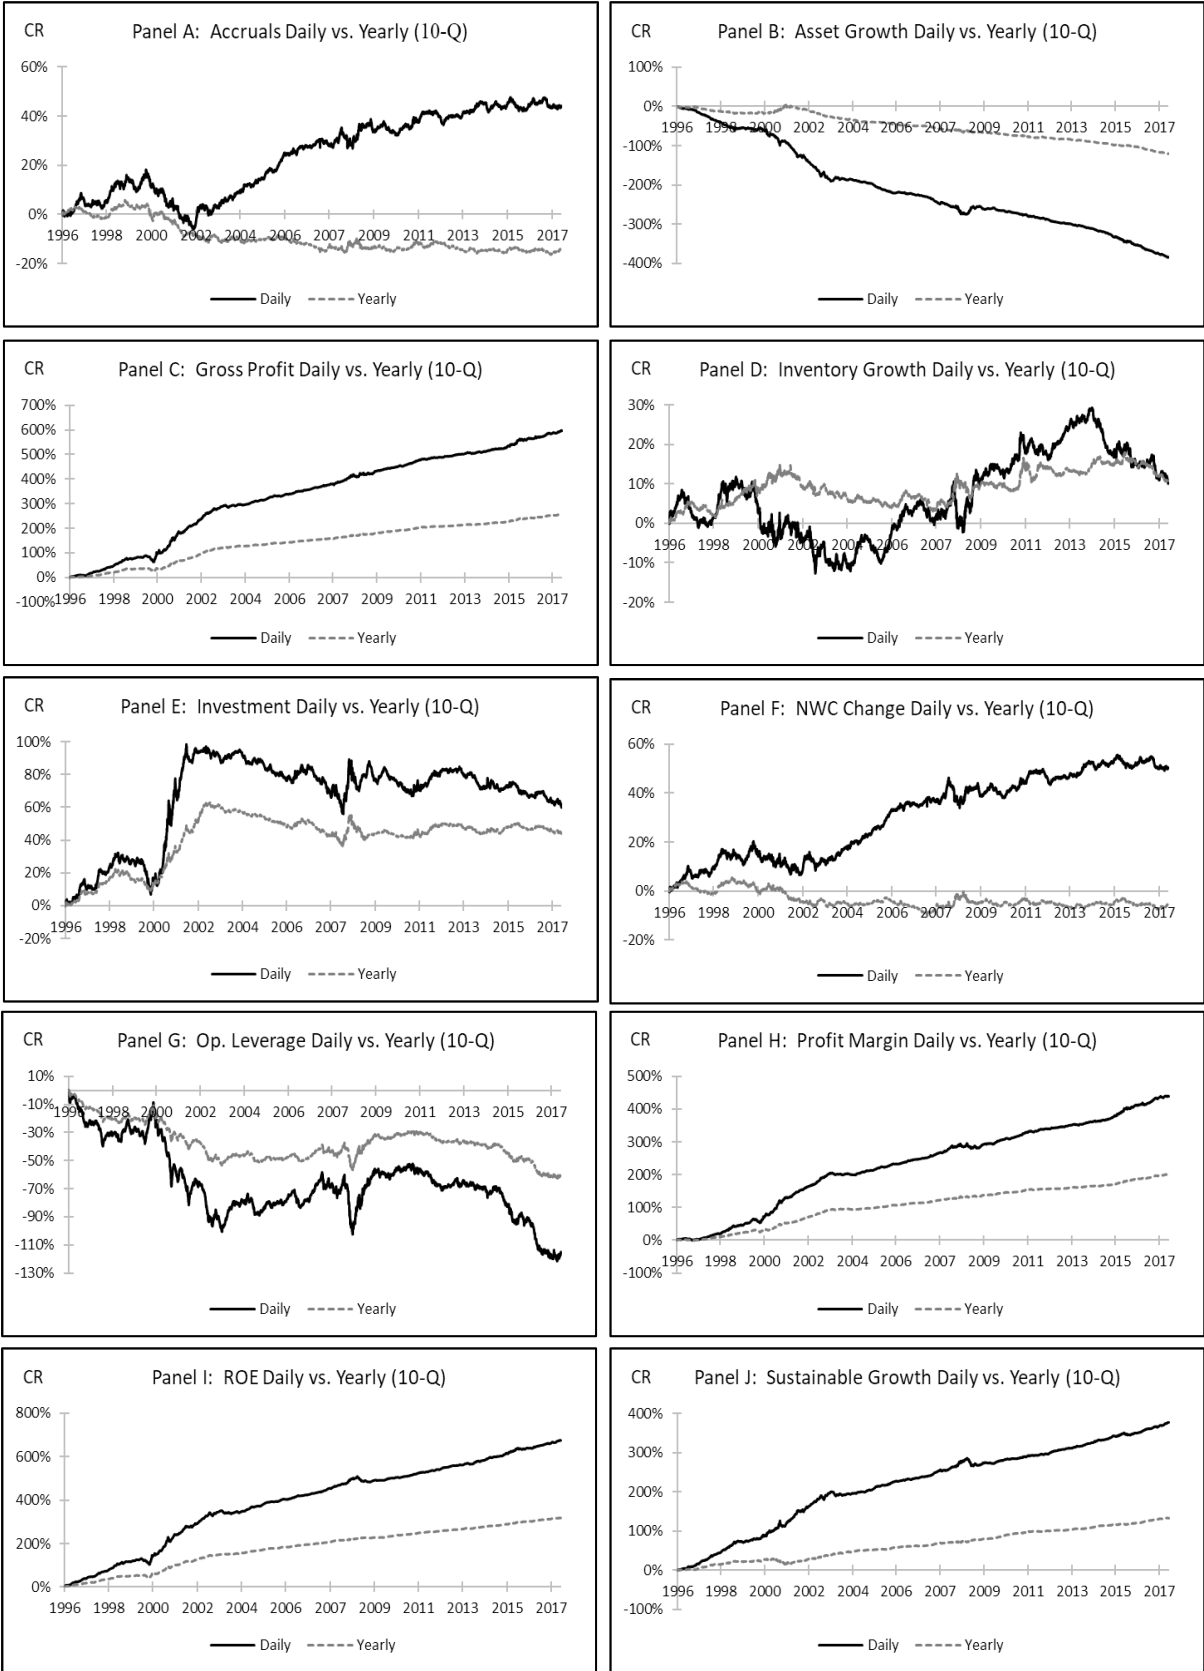 CR Panel A: Accruals Daily vs. Yearly (10-Q)
60%
40%
20%
0%
-20%
1996 1998 2000 2002 2004 2006 2007 2009 2011 2013 2015 2017
Daily Yearly
CR Panel B: Asset Growth Daily vs. Yearly (10-Q)
100%
0%
-100%
-200%
-300%
-400%
1996 1998 2000 2002 2004 2006 2007 2009 2011 2013 2015 2017
Daily Yearly
CR Panel C: Gross Profit Daily vs. Yearly (10-Q)
700%
600%
500%
400%
300%
200%
100%
0%
-100%
1996 1998 2000 2002 2004 2006 2007 2009 2011 2013 2015 2017
Daily Yearly
CR Panel D: Inventory Growth Daily vs. Yearly (10-Q)
30%
20%
10%
0%
-10%
-20%
1996 1998 2000 2002 2004 2006 2007 2009 2011 2013 2015 2017
Daily Yearly
CR Panel E: Investment Daily vs. Yearly (10-Q)
100%
80%
60%
40%
20%
0%
-20%
1996 1998 2000 2002 2004 2006 2007 2009 2011 2013 2015 2017
Daily Yearly
CR Panel F: NWC Change Daily vs. Yearly (10-Q)
60%
40%
20%
0%
-20%
1996 1998 2000 2002 2004 2006 2007 2009 2011 2013 2015 2017
Daily Yearly
CR Panel G: Op. Leverage Daily vs. Yearly (10-Q)
10%
-10%
-30%
-50%
-70%
-90%
-110%
-130%
1996 1998 2000 2002 2004 2006 2007 2009 2011 2013 2015 2017
Daily Yearly
CR Panel H: Profit Margin Daily vs. Yearly (10-Q)
500%
400%
300%
200%
100%
0%
-100%
1996 1998 2000 2002 2004 2006 2007 2009 2011 2013 2015 2017
Daily Yearly
CR Panel I: ROE Daily vs. Yearly (10-Q)
800%
600%
400%
200%
0%
1996 1998 2000 2002 2004 2006 2007 2009 2011 2013 2015 2017
Daily Yearly
CR Panel J: Sustainable Growth Daily vs. Yearly (10-Q)
400%
300%
200%
100%
0%
-100%
1996 1998 2000 2002 2004 2006 2007 2009 2011 2013 2015 2017
Daily Yearly